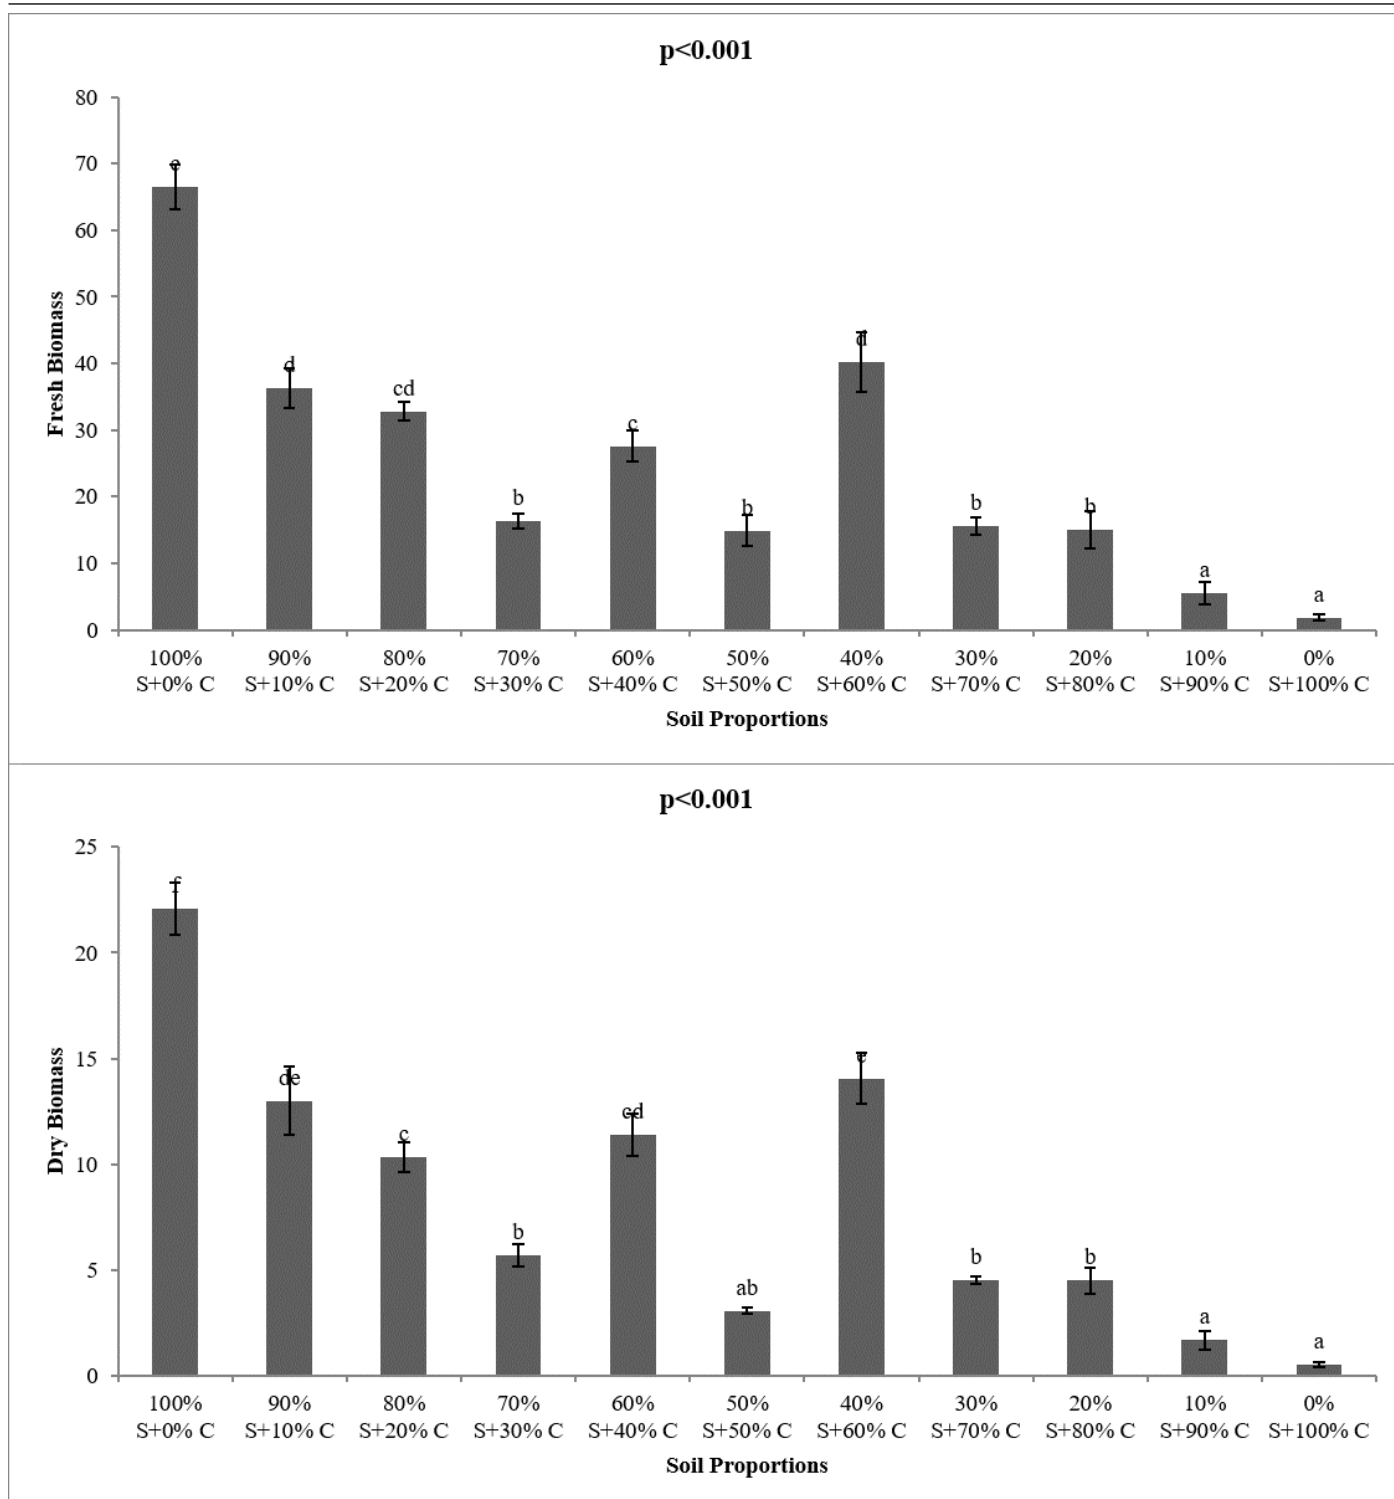 p<0.001
80
70
60
50
40
30
20
10
0
Fresh Biomass
e
d
cd
b
c
b
d
b
b
a
a
100% 90% 80% 70% 60% 50% 40% 30% 20% 10% 0%
S+0% C S+10% C S+20% C S+30% C S+40% C S+50% C S+60% C S+70% C S+80% C S+90% C S+100% C
Soil Proportions
p<0.001
25
20
15
10
5
0
Dry Biomass
f
de
c
b
cd
ab
e
b
b
a
a
100% 90% 80% 70% 60% 50% 40% 30% 20% 10% 0%
S+0% C S+10% C S+20% C S+30% C S+40% C S+50% C S+60% C S+70% C S+80% C S+90% C S+100% C
Soil Proportions